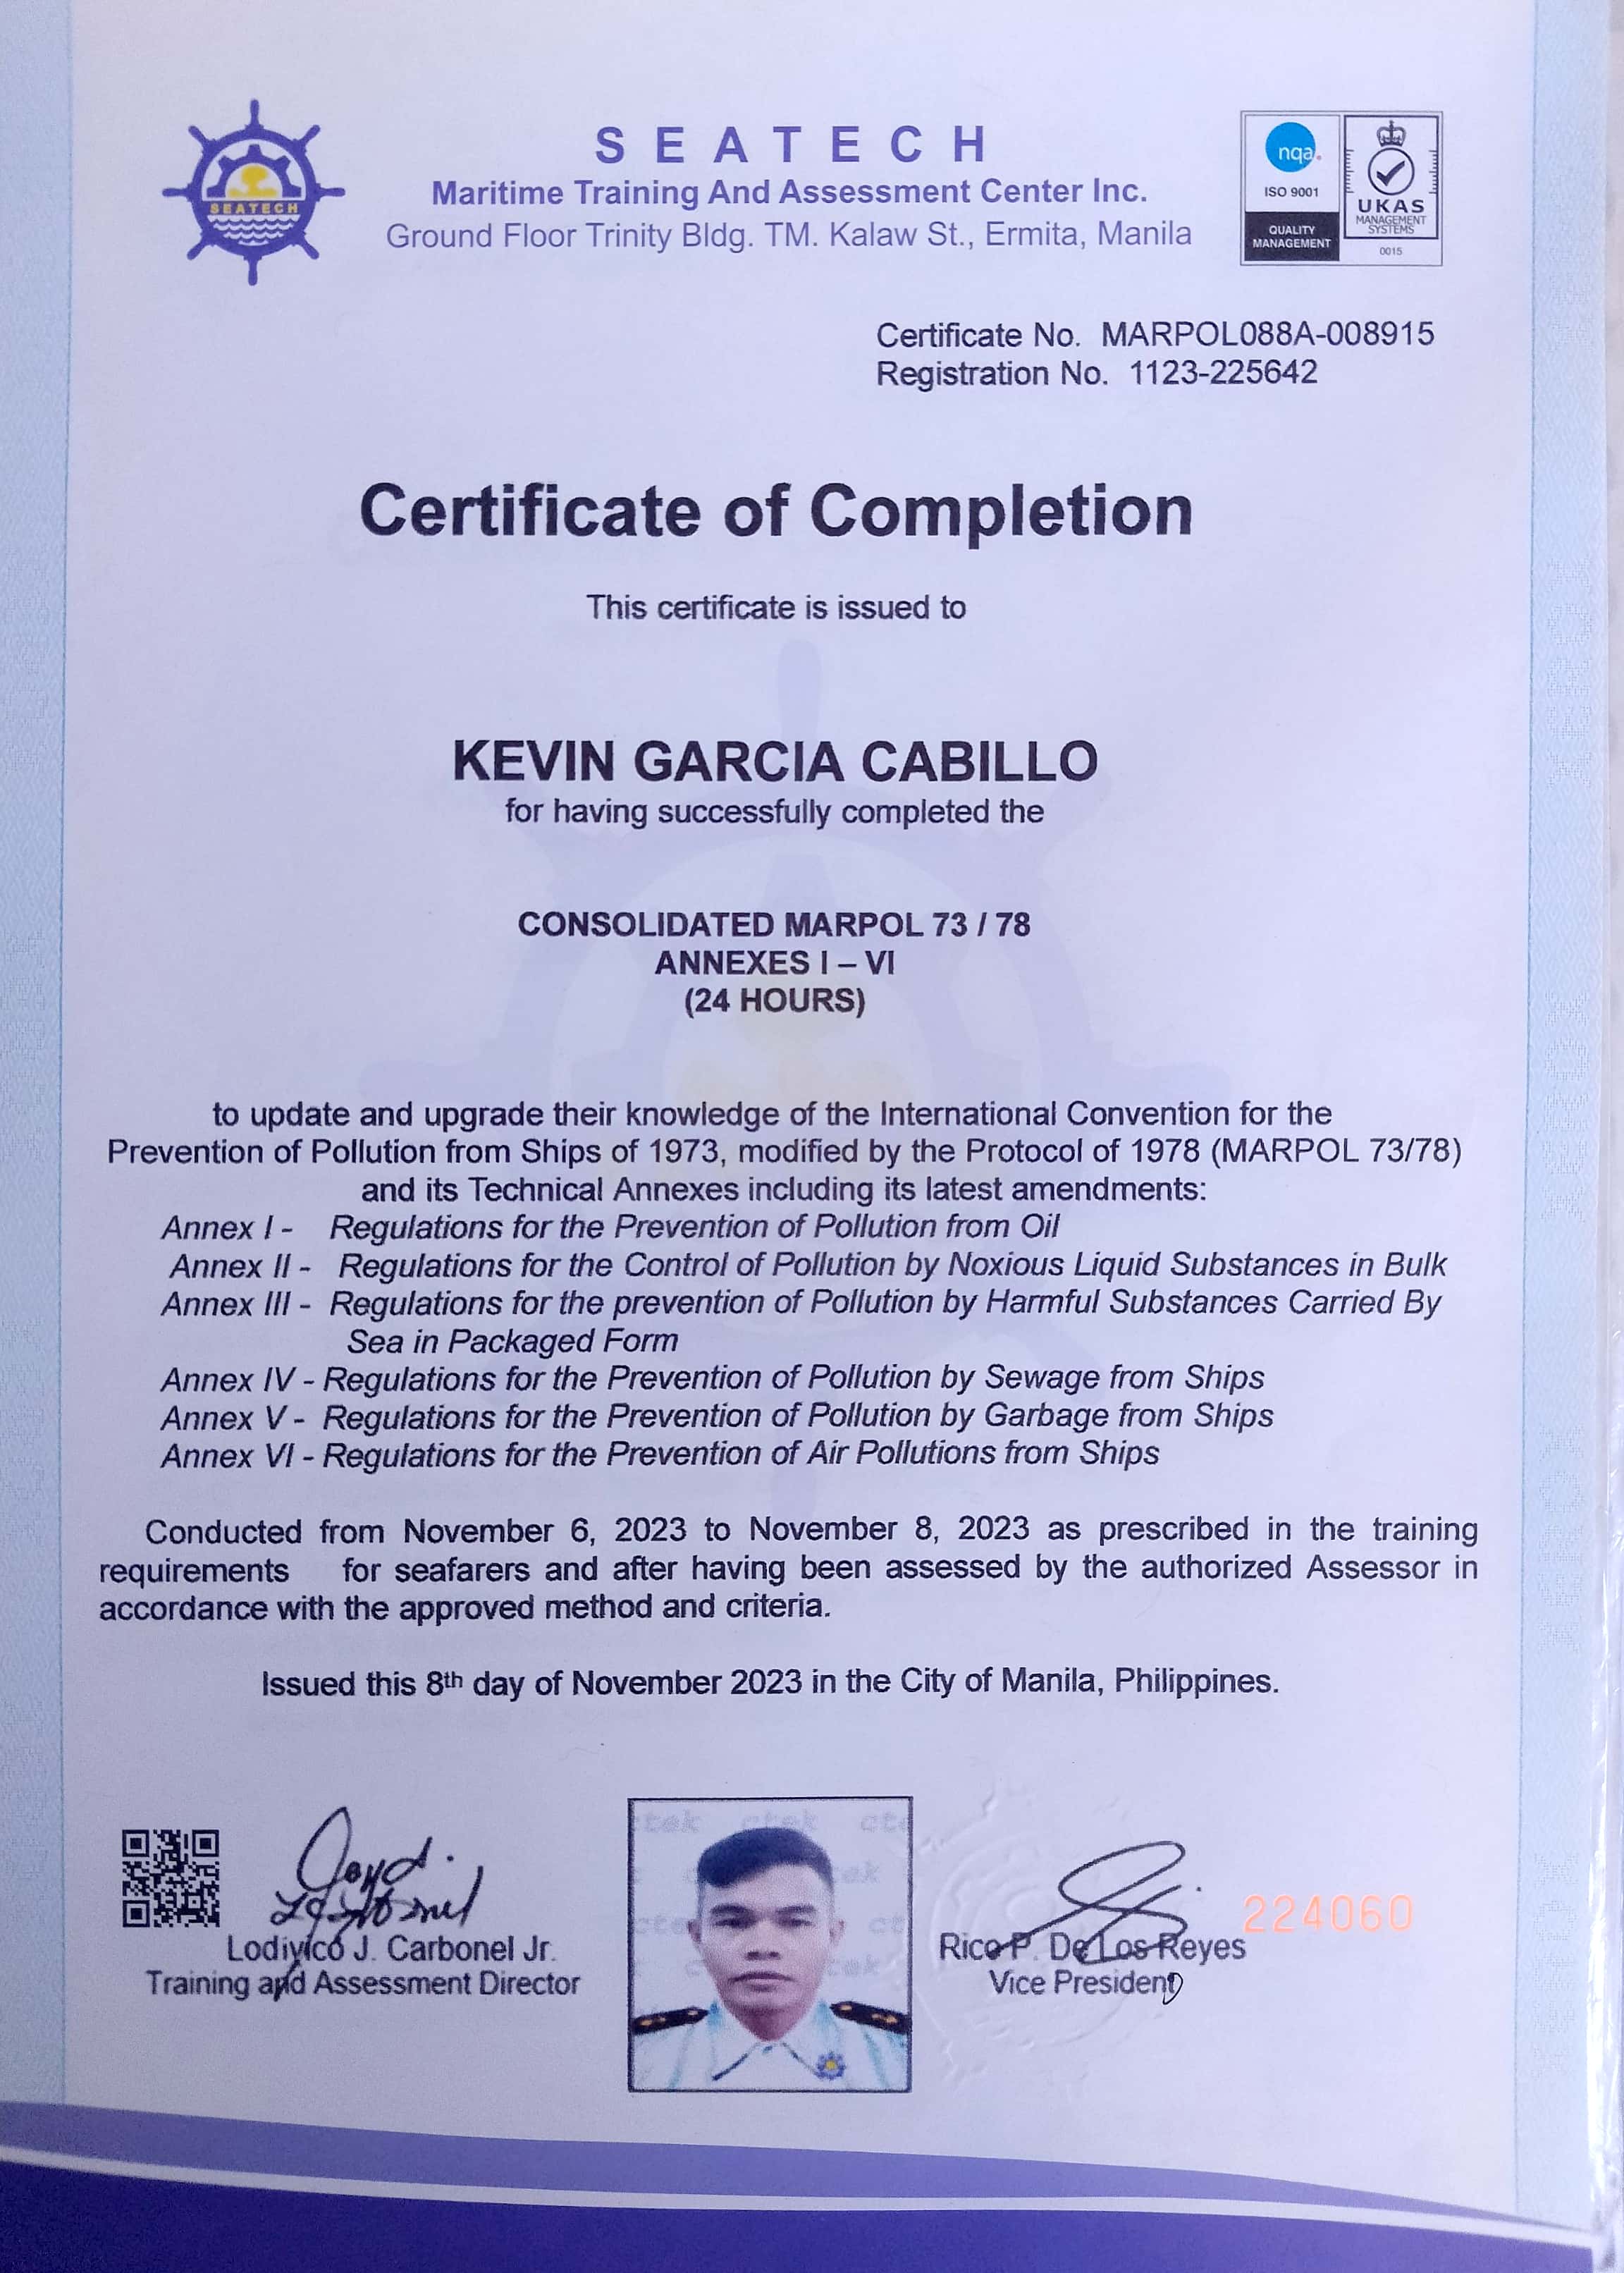 SEATECH
SEATECH
Maritime Training And Assessment Center Inc.
Ground Floor Trinity Bldg. TM. Kalaw St., Ermita, Manila
nqa.
ISO 9001
QUALITY
MANAGEMENT
UKAS
MANAGEMENT
SYSTEMS
0015
Certificate No. MARPOL088A-008915
Registration No. 1123-225642
Certificate of Completion
This certificate is issued to
KEVIN GARCIA CABILLO
for having successfully completed the
CONSOLIDATED MARPOL 73 / 78
ANNEXES I – VI
(24 HOURS)
to update and upgrade their knowledge of the International Convention for the
Prevention of Pollution from Ships of 1973, modified by the Protocol of 1978 (MARPOL 73/78)
and its Technical Annexes including its latest amendments:
Annex I - Regulations for the Prevention of Pollution from Oil
Annex II - Regulations for the Control of Pollution by Noxious Liquid Substances in Bulk
Annex III - Regulations for the prevention of Pollution by Harmful Substances Carried By
Sea in Packaged Form
Annex IV - Regulations for the Prevention of Pollution by Sewage from Ships
Annex V - Regulations for the Prevention of Pollution by Garbage from Ships
Annex VI - Regulations for the Prevention of Air Pollutions from Ships
Conducted from November 6, 2023 to November 8, 2023 as prescribed in the training
requirements for seafarers and after having been assessed by the authorized Assessor in
accordance with the approved method and criteria.
Issued this 8th day of November 2023 in the City of Manila, Philippines.
ctek ctek
224060
Lodivico J. Carbonel Jr.
Training and Assessment Director
Rico P. De Los Reyes
Vice President